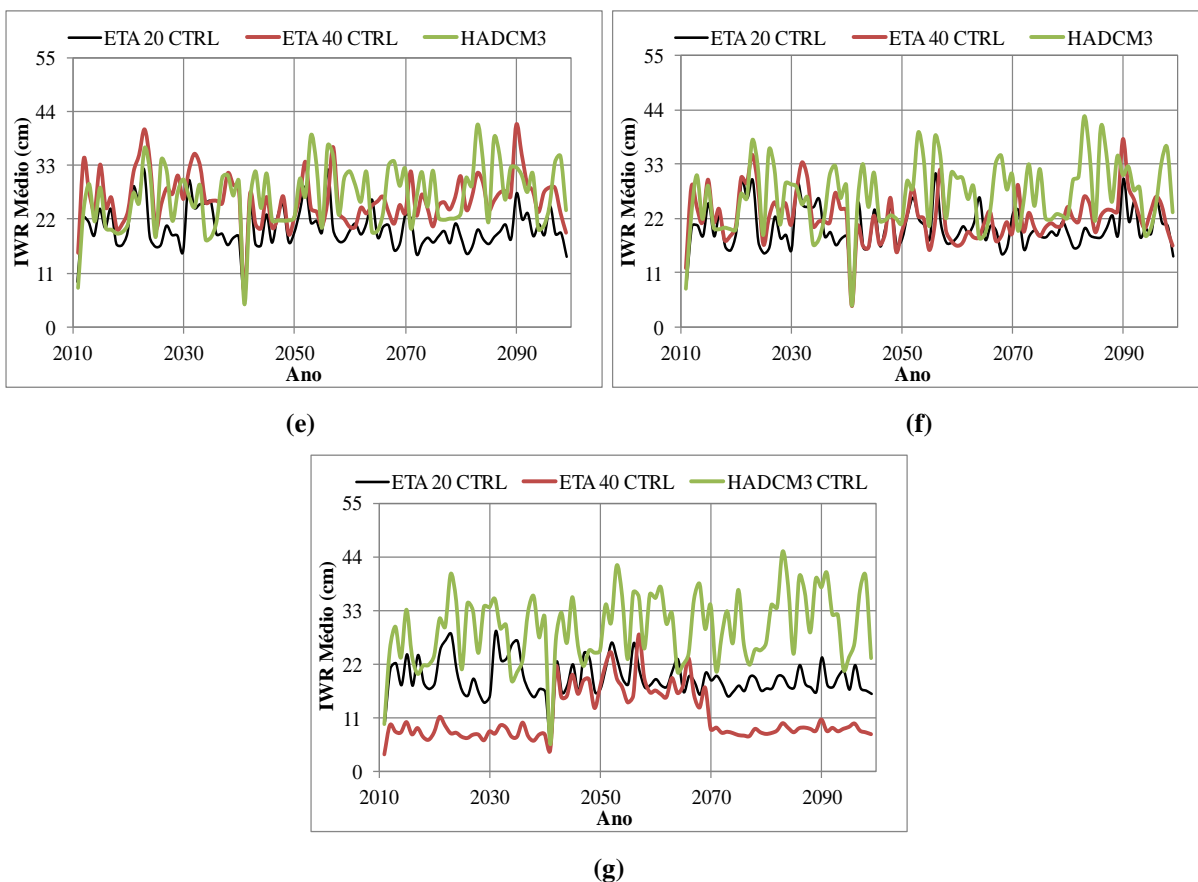 ETA 20 CTRL ETA 40 CTRL HADCM3
55
44
33
22
11
0
IWR Médio (cm)
2010 2030 2050 2070 2090
Ano
(e)
ETA 20 CTRL ETA 40 CTRL HADCM3
55
44
33
22
11
0
IWR Médio (cm)
2010 2030 2050 2070 2090
Ano
(f)
ETA 20 CTRL ETA 40 CTRL HADCM3 CTRL
55
44
33
22
11
0
IWR Médio (cm)
2010 2030 2050 2070 2090
Ano
(g)